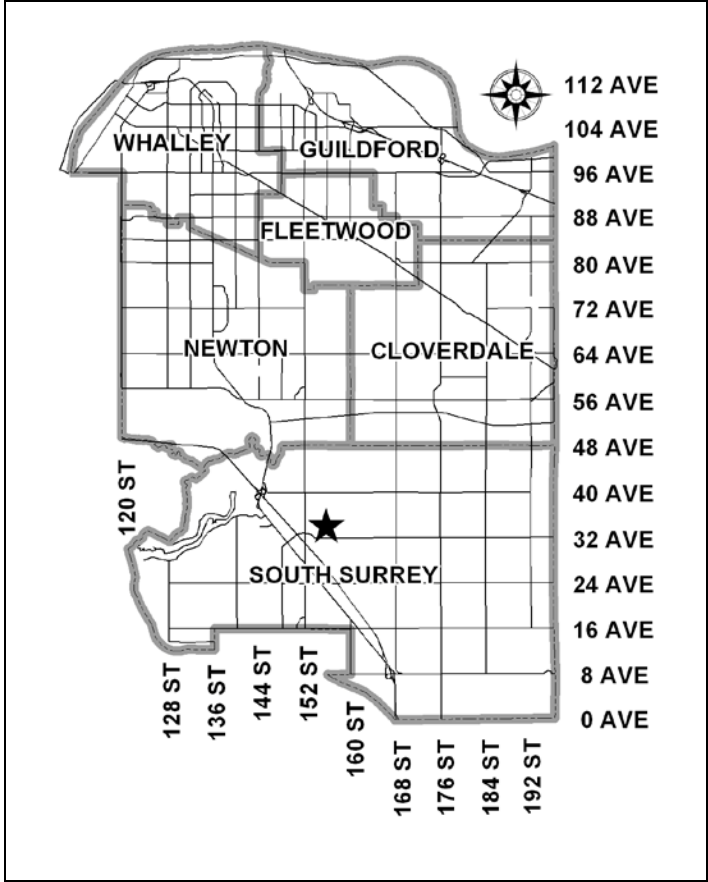 112 AVE
104 AVE
WHALLEY
GUILDFORD
96 AVE
88 AVE
FLEETWOOD
80 AVE
72 AVE
NEWTON
CLOVERDALE
64 AVE
56 AVE
48 AVE
120 ST
40 AVE
32 AVE
SOUTH SURREY
24 AVE
16 AVE
8 AVE
0 AVE
128 ST
136 ST
144 ST
152 ST
160 ST
168 ST
176 ST
184 ST
192 ST